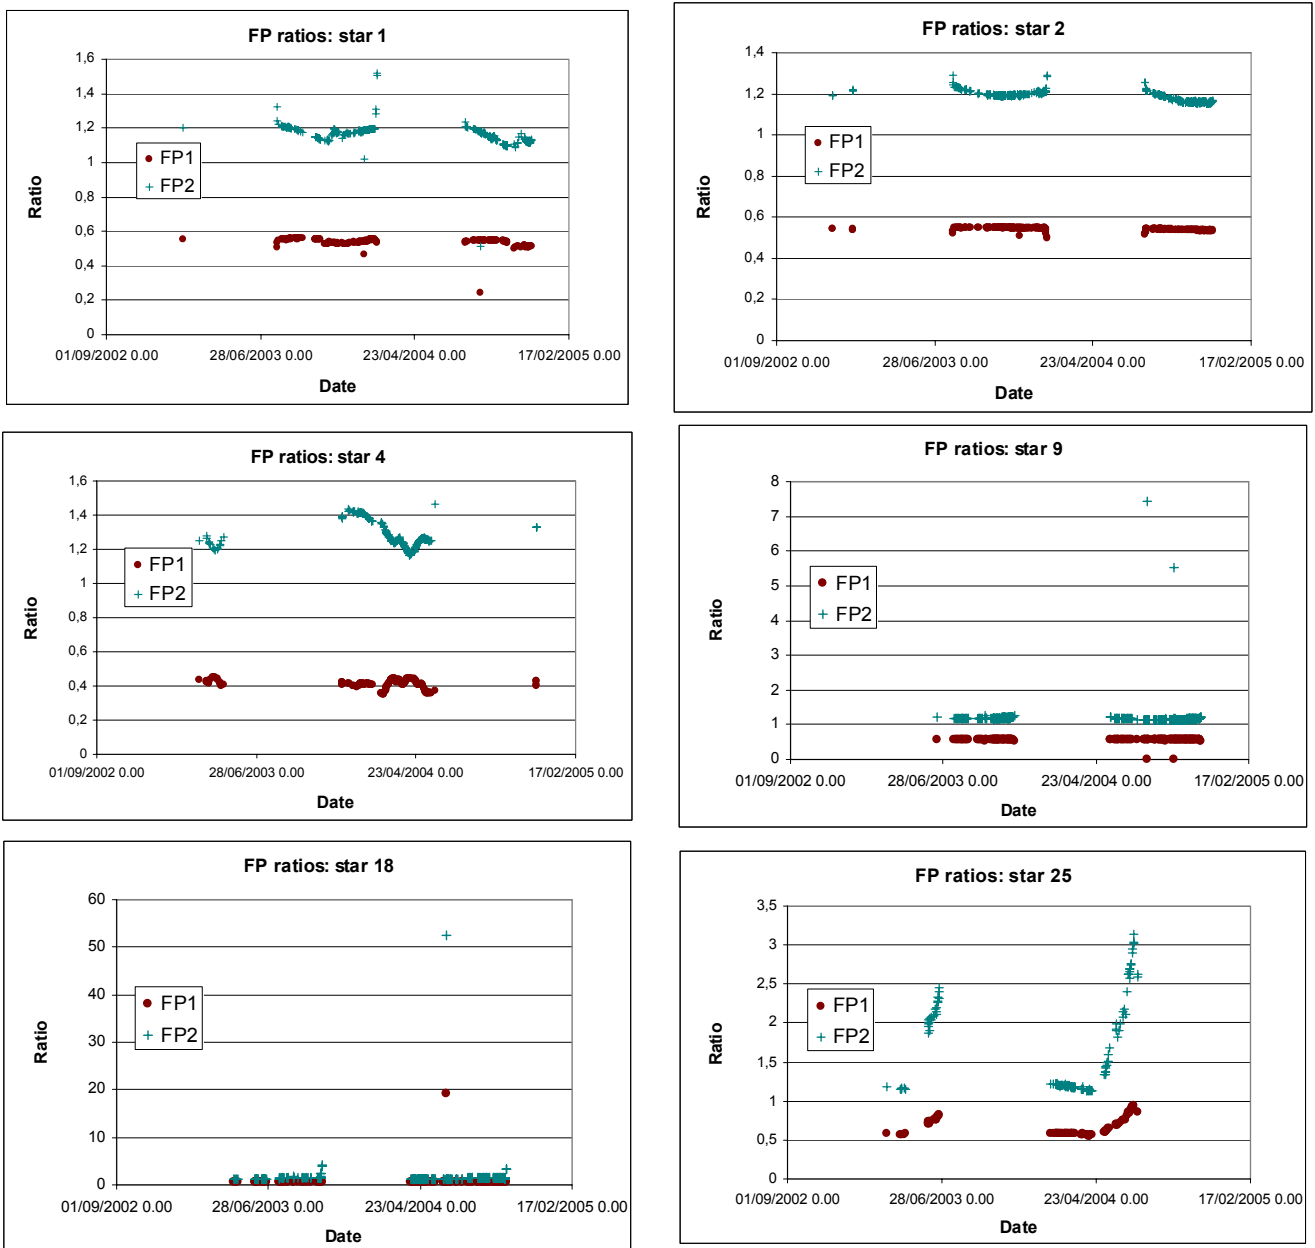 FP ratios: star 1
1,6
1,4
1,2
1
0,8
0,6
0,4
0,2
0
Ratio
FP1
FP2
01/09/2002 0.00
28/06/2003 0.00
23/04/2004 0.00
17/02/2005 0.00
Date
FP ratios: star 2
1,4
1,2
1
0,8
0,6
0,4
0,2
0
Ratio
FP1
FP2
01/09/2002 0.00
28/06/2003 0.00
23/04/2004 0.00
17/02/2005 0.00
Date
FP ratios: star 4
1,6
1,4
1,2
1
0,8
0,6
0,4
0,2
0
Ratio
FP1
FP2
01/09/2002 0.00
28/06/2003 0.00
23/04/2004 0.00
17/02/2005 0.00
Date
FP ratios: star 9
8
7
6
5
4
3
2
1
0
Ratio
FP1
FP2
01/09/2002 0.00
28/06/2003 0.00
23/04/2004 0.00
17/02/2005 0.00
Date
FP ratios: star 18
60
50
40
30
20
10
0
Ratio
FP1
FP2
01/09/2002 0.00
28/06/2003 0.00
23/04/2004 0.00
17/02/2005 0.00
Date
FP ratios: star 25
3,5
3
2,5
2
1,5
1
0,5
0
Ratio
FP1
FP2
01/09/2002 0.00
28/06/2003 0.00
23/04/2004 0.00
17/02/2005 0.00
Date